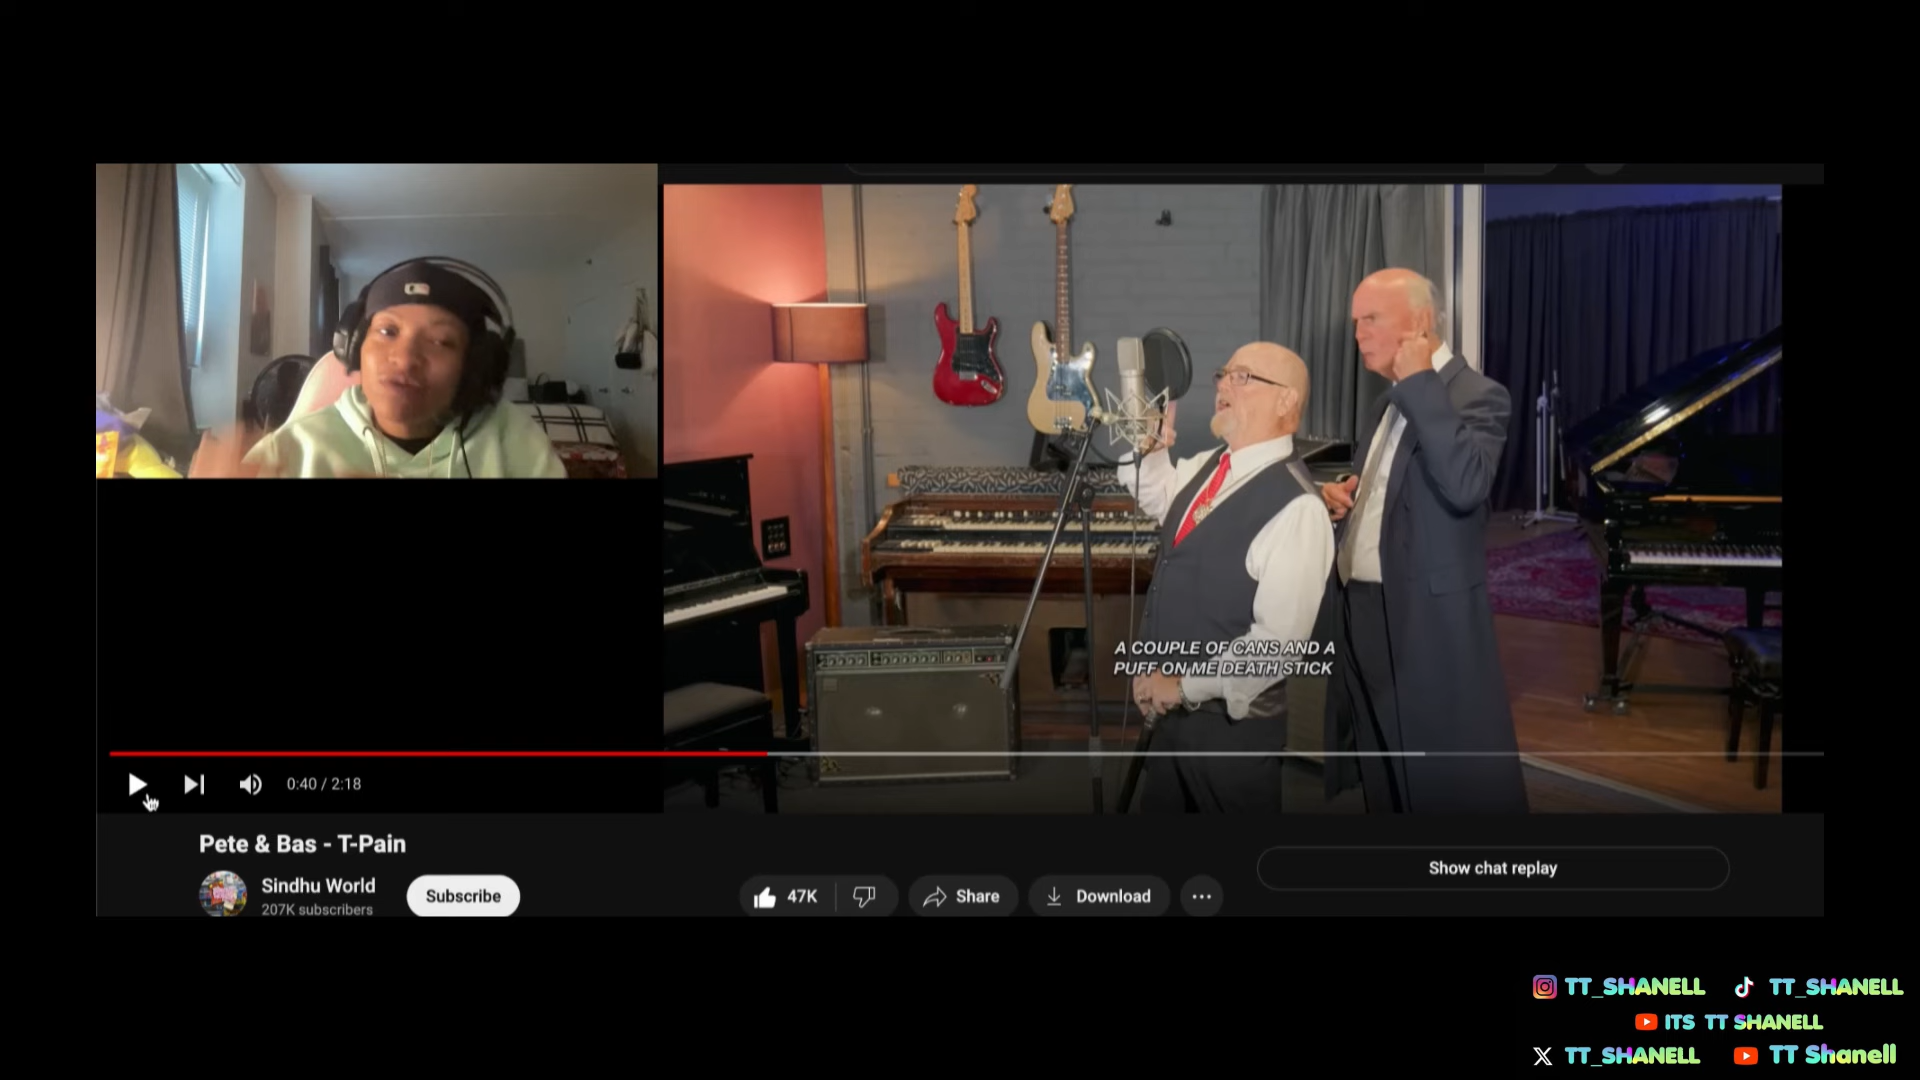 A COUPLE OF CANS AND A
PUFF ON ME DEATH STICK
0:40 / 2:18
Pete & Bas - T-Pain
Sindhu World
207K subscribers
Subscribe
47K
Share
Download
Show chat replay
TT_SHANELL
TT_SHANELL
ITS TT SHANELL
TT_SHANELL
TT Shanell